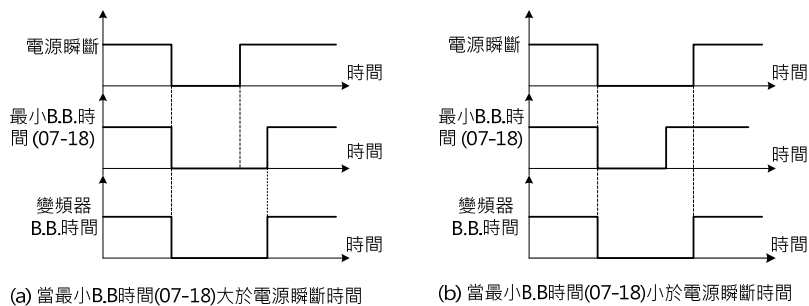 電源瞬斷
時間
最小B.B.時
間 (07-18)
時間
變頻器
B.B.時間
時間
(a) 當最小B.B時間(07-18)大於電源瞬斷時間
電源瞬斷
時間
最小B.B.時
間(07-18)
時間
變頻器
B.B.時間
時間
(b) 當最小B.B時間(07-18)小於電源瞬斷時間